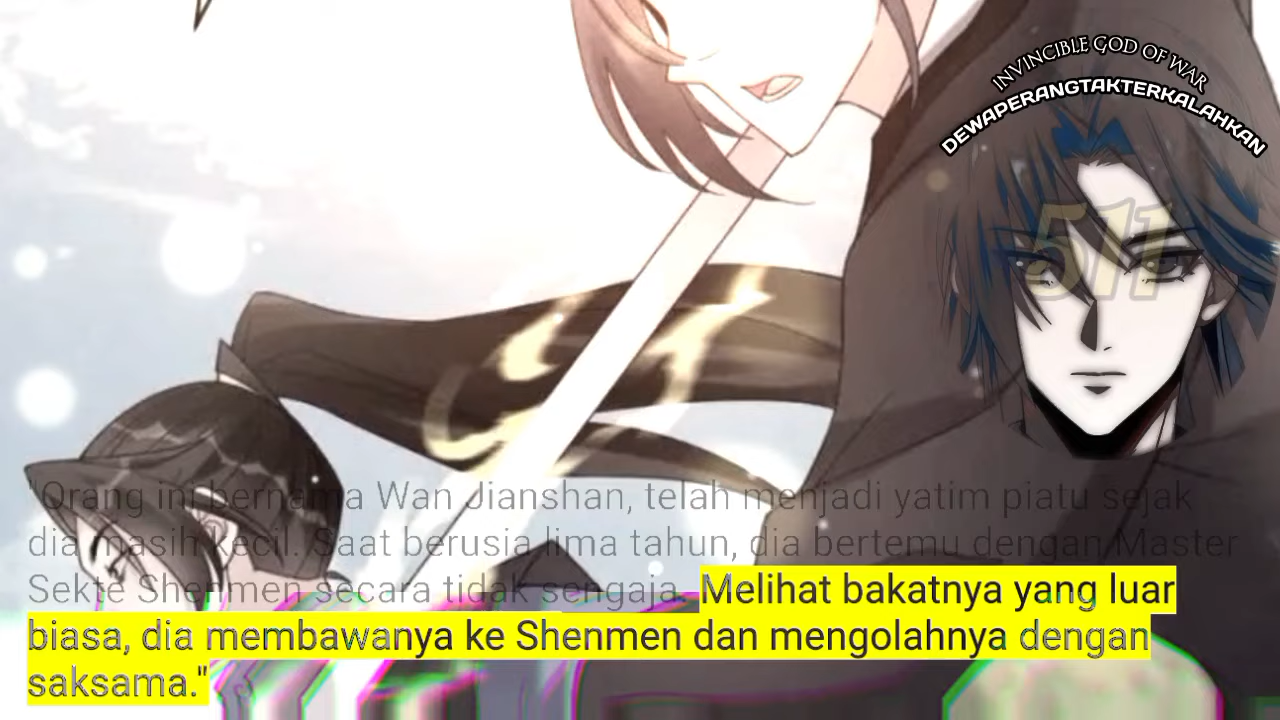 INVINCIBLE GOD OF WAR
DEWAPERANGTAKTERKALAHKAN
511
"Orang ini bernama Wan Jianshan, telah menjadi yatim piatu sejak
dia masih kecil. Saat berusia lima tahun, dia bertemu dengan Master
Sekte Shenmen secara tidak sengaja. Melihat bakatnya yang luar
biasa, dia membawanya ke Shenmen dan mengolahnya dengan
saksama."